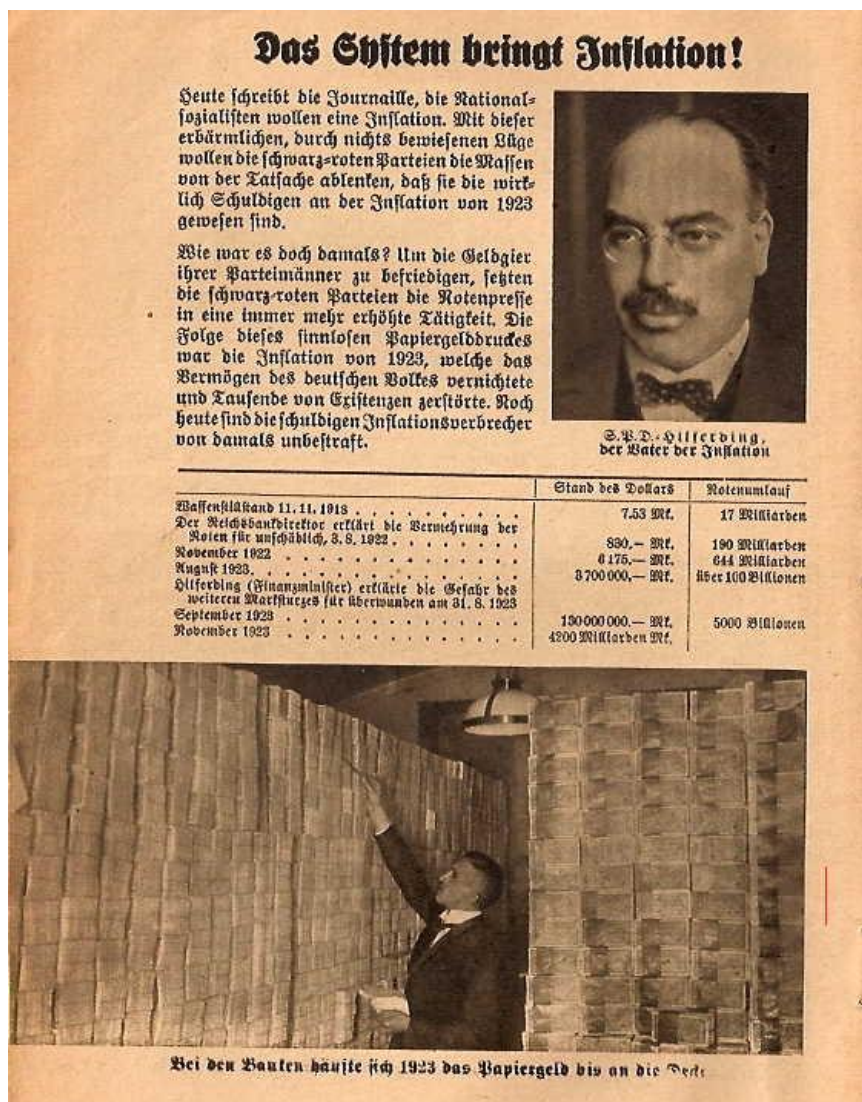 Das System bringt Inflation!
Heute schreibt die Journaille, die National-
sozialisten wollen eine Inflation. Mit dieser
erbärmlichen, durch nichts bewiesenen Lüge
wollen die schwarz-roten Parteien die Massen
von der Tatsache ablenken, daß sie die wirk-
lich Schuldigen an der Inflation von 1923
gewesen sind.
Wie war es doch damals? Um die Geldgier
ihrer Parteimänner zu befriedigen, setzten
die schwarz-roten Parteien die Notenpresse
in eine immer mehr erhöhte Tätigkeit. Die
Folge dieses sinnlosen Papiergelddruckes
war die Inflation von 1923, welche das
Vermögen des deutschen Volkes vernichtete
und Tausende von Existenzen zerstörte. Noch
heute sind die schuldigen Inflationsverbrecher
von damals unbestraft.
S.P.D.-Hilferding,
der Vater der Inflation
Stand des Dollars Notenumlauf
Waffenstillstand 11. 11. 1918 . . . . . . . . . . . 7.53 Mk. 17 Milliarden
Der Reichsbankdirektor erklärt die Vermehrung der
Noten für unschädlich, 3. 8. 1922 . . . . . . . . 830,— Mk. 190 Milliarden
November 1922 . . . . . . . . . . . . . . . . 6 175,— Mk. 644 Milliarden
August 1923. . . . . . . . . . . . . . . . . 3 700 000,— Mk. über 100 Billionen
Hilferding (Finanzminister) erklärte die Gefahr des
weiteren Marksturzes für überwunden am 31. 8. 1923
September 1923 . . . . . . . . . . . . . . . 130 000 000.— Mk. 5000 Billionen
November 1923 . . . . . . . . . . . . . . . 4200 Milliarden Mk.
Bei den Banken häufte sich 1923 das Papiergeld bis an die Decke